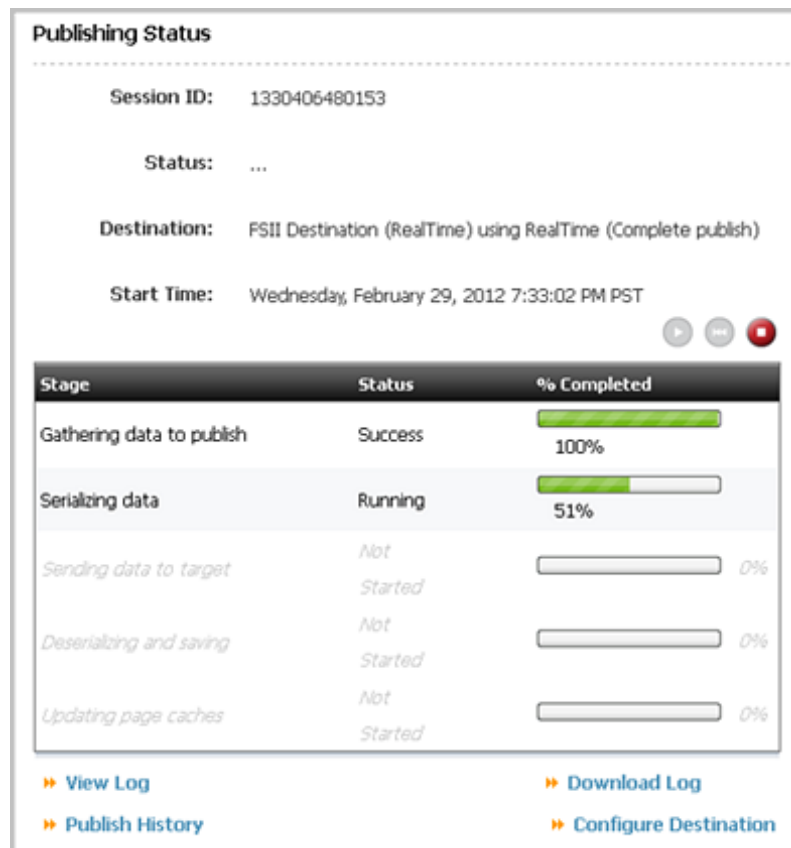 Publishing Status
Session ID: 1330406480153
Status: ...
Destination: FSII Destination (RealTime) using RealTime (Complete publish)
Start Time: Wednesday, February 29, 2012 7:33:02 PM PST
Stage Status % Completed
Gathering data to publish Success 100%
Serializing data Running 51%
Sending data to target Not Started 0%
Deserializing and saving Not Started 0%
Updating page caches Not Started 0%
View Log Download Log
Publish History Configure Destination